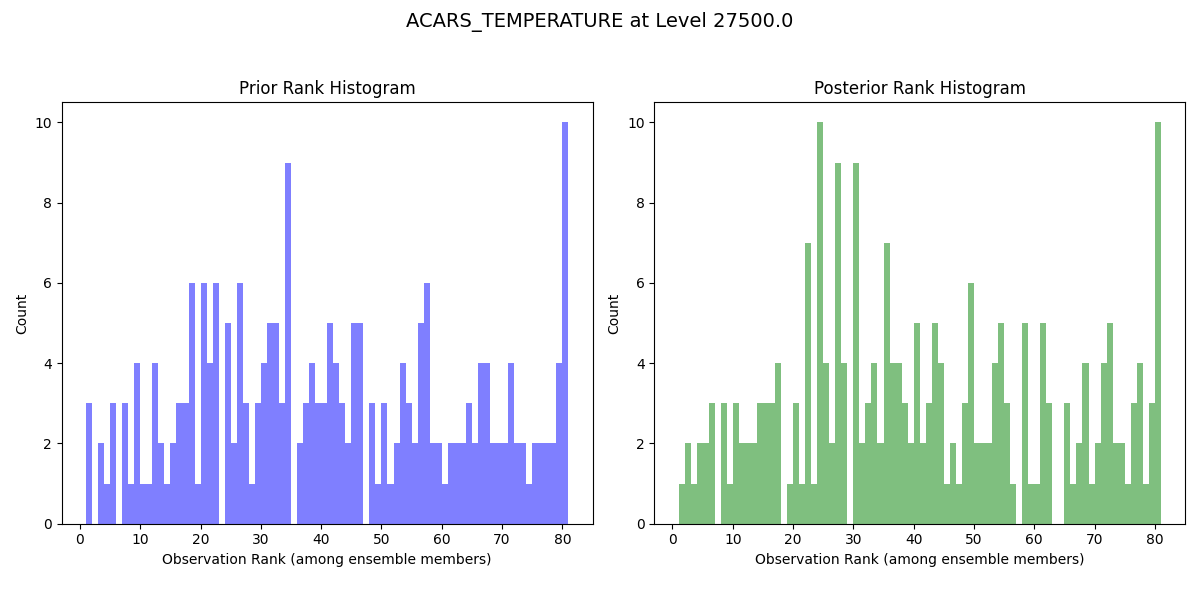 ACARS_TEMPERATURE at Level 27500.0
Prior Rank Histogram
Count
10
8
6
4
2
0
0 10 20 30 40 50 60 70 80
Observation Rank (among ensemble members)
Posterior Rank Histogram
Count
10
8
6
4
2
0
0 10 20 30 40 50 60 70 80
Observation Rank (among ensemble members)